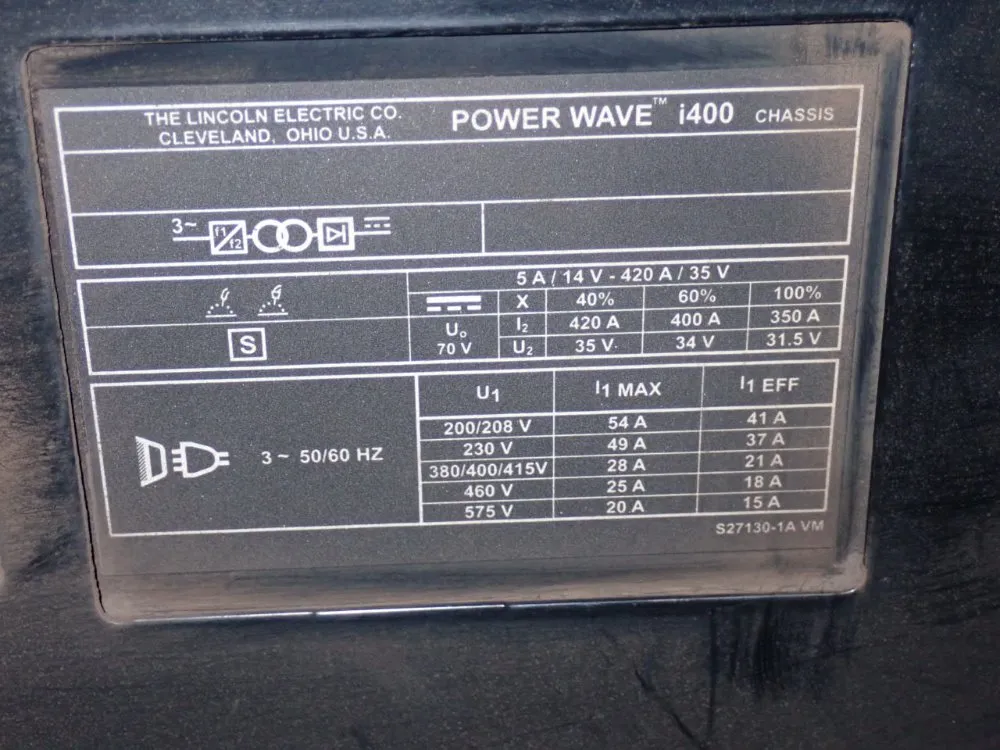 THE LINCOLN ELECTRIC CO. POWER WAVE™ i400 CHASSIS
CLEVELAND, OHIO U.S.A.
3~ f1 f2
5 A / 14 V - 420 A / 35 V
X 40% 60% 100%
U₀ I₂ 420 A 400 A 350 A
S 70 V U₂ 35 V 34 V 31.5 V
U1 I1 MAX I1 EFF
200/208 V 54 A 41 A
230 V 49 A 37 A
3 ~ 50/60 HZ 380/400/415V 28 A 21 A
460 V 25 A 18 A
575 V 20 A 15 A
S27130-1A VM